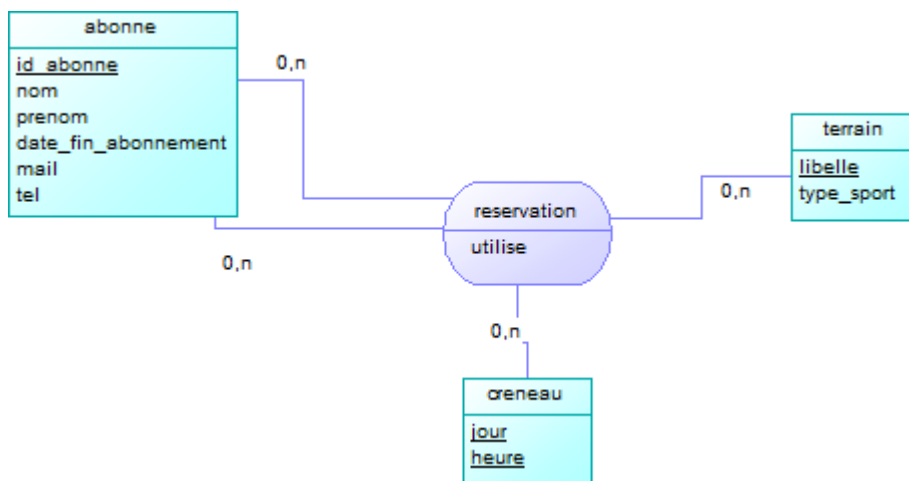 abonne
id_abonne
nom
prenom
date_fin_abonnement
mail
tel
0,n
0,n
reservation
utilise
0,n
terrain
libelle
type_sport
0,n
creneau
jour
heure